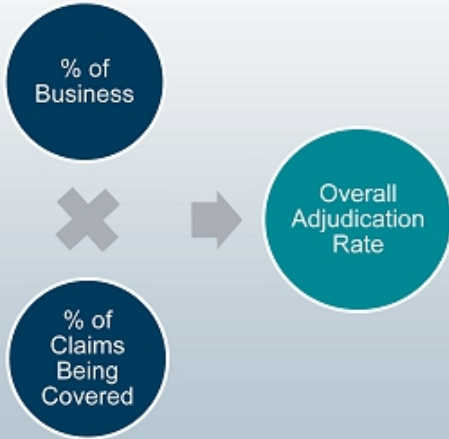 % of
Business
Overall
Adjudication
Rate
% of
Claims
Being
Covered